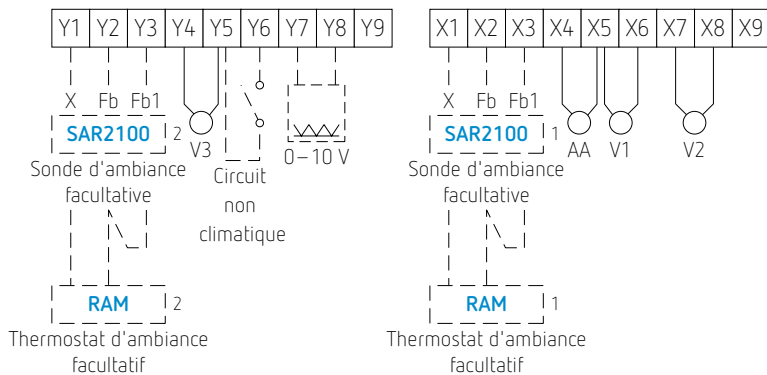 Y1 Y2 Y3 Y4 Y5 Y6 Y7 Y8 Y9
X Fb Fb1
SAR2100 2
V3
0–10 V
Sonde d'ambiance
facultative
Circuit
non
climatique
RAM 2
Thermostat d'ambiance
facultatif
X1 X2 X3 X4 X5 X6 X7 X8 X9
X Fb Fb1
SAR2100 1
AA V1 V2
Sonde d'ambiance
facultative
RAM 1
Thermostat d'ambiance
facultatif